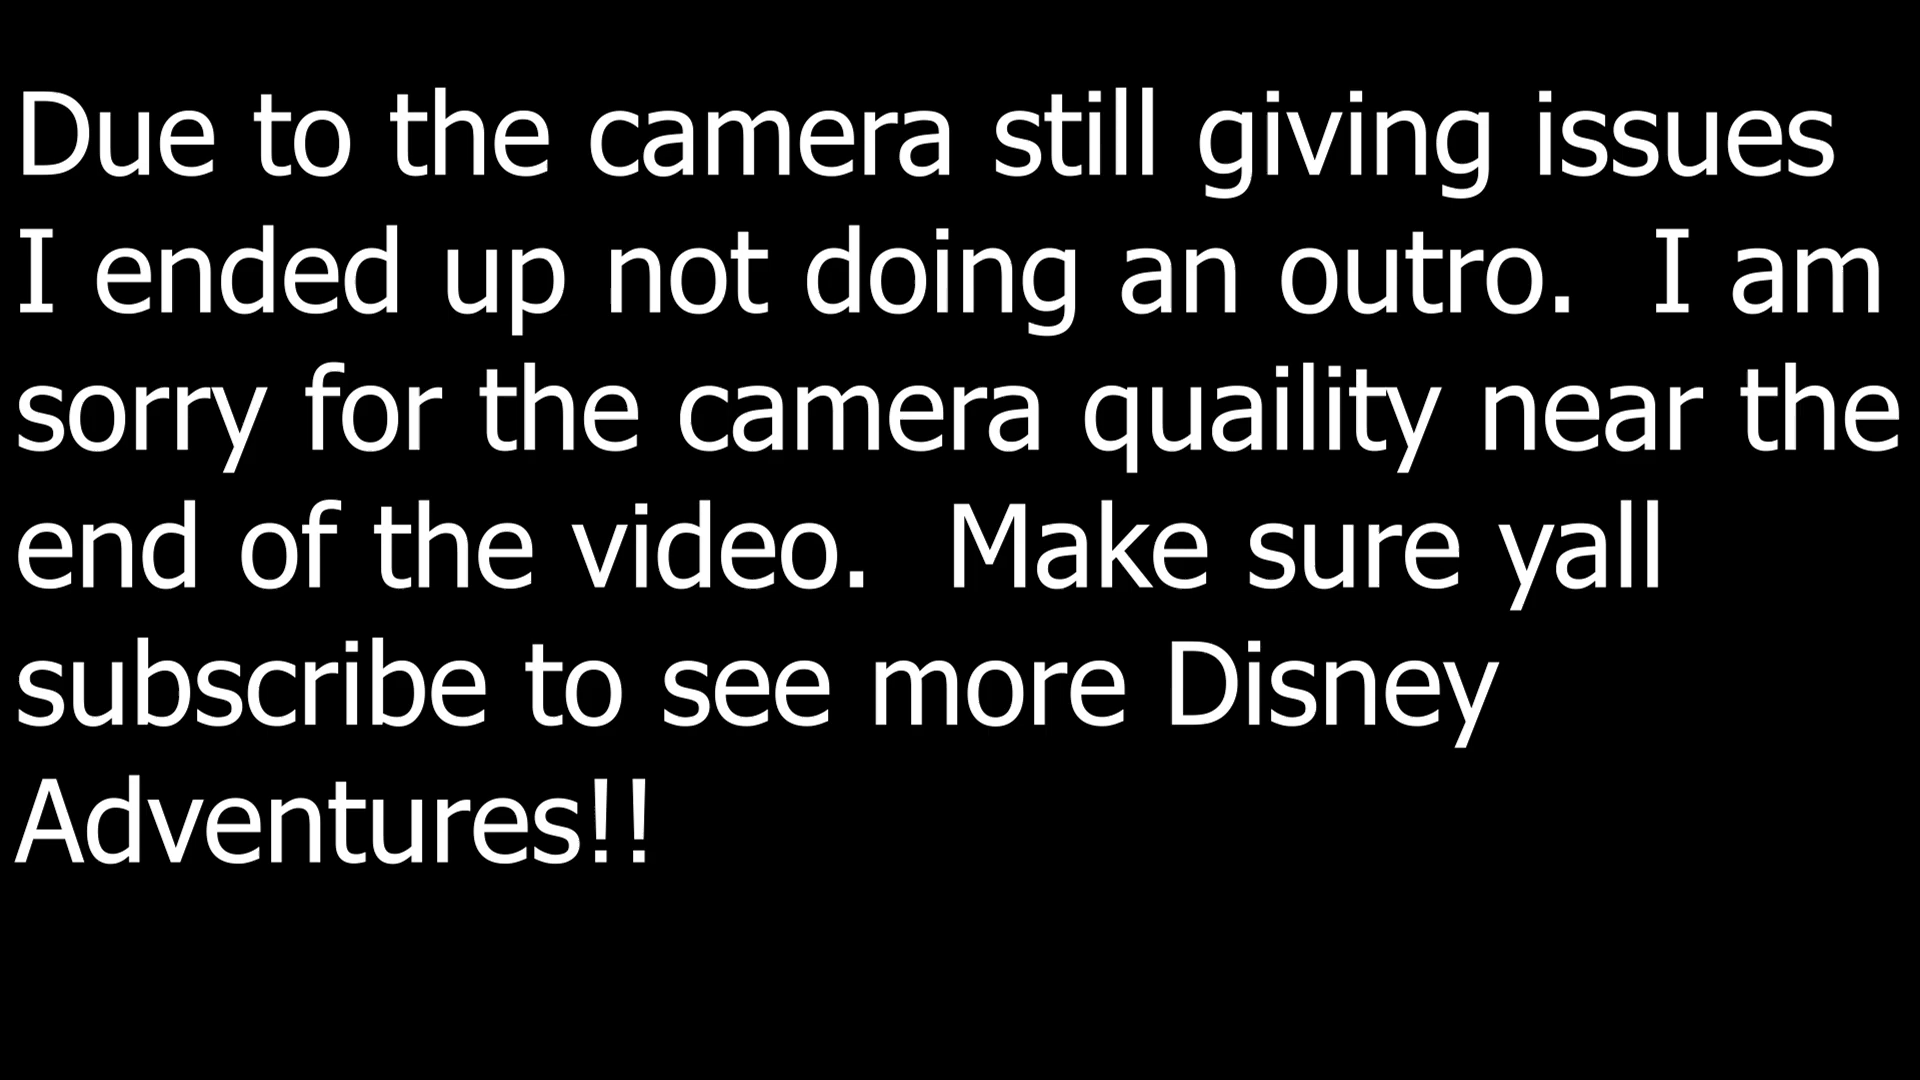 Due to the camera still giving issues
I ended up not doing an outro.  I am
sorry for the camera quaility near the
end of the video.  Make sure yall
subscribe to see more Disney
Adventures!!